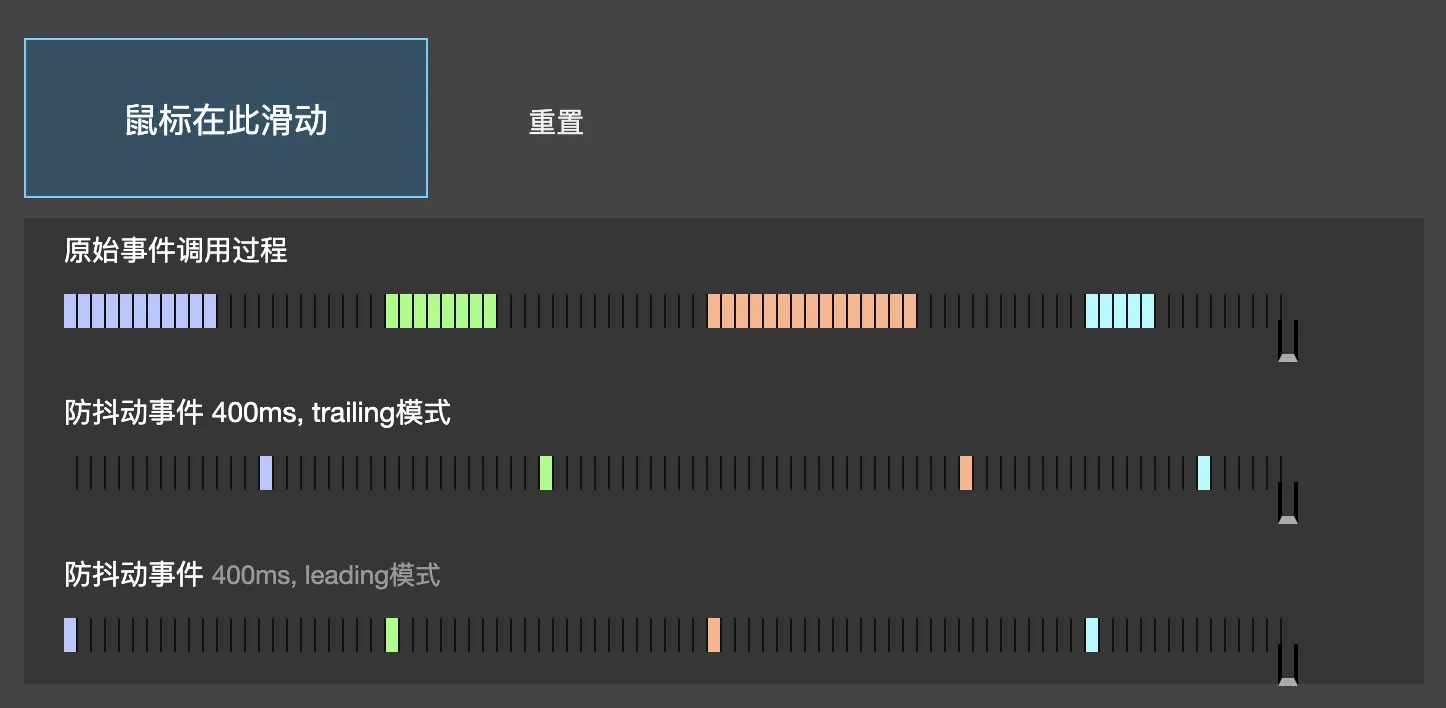 鼠标在此滑动
重置
原始事件调用过程
防抖动事件 400ms, trailing模式
防抖动事件 400ms, leading模式